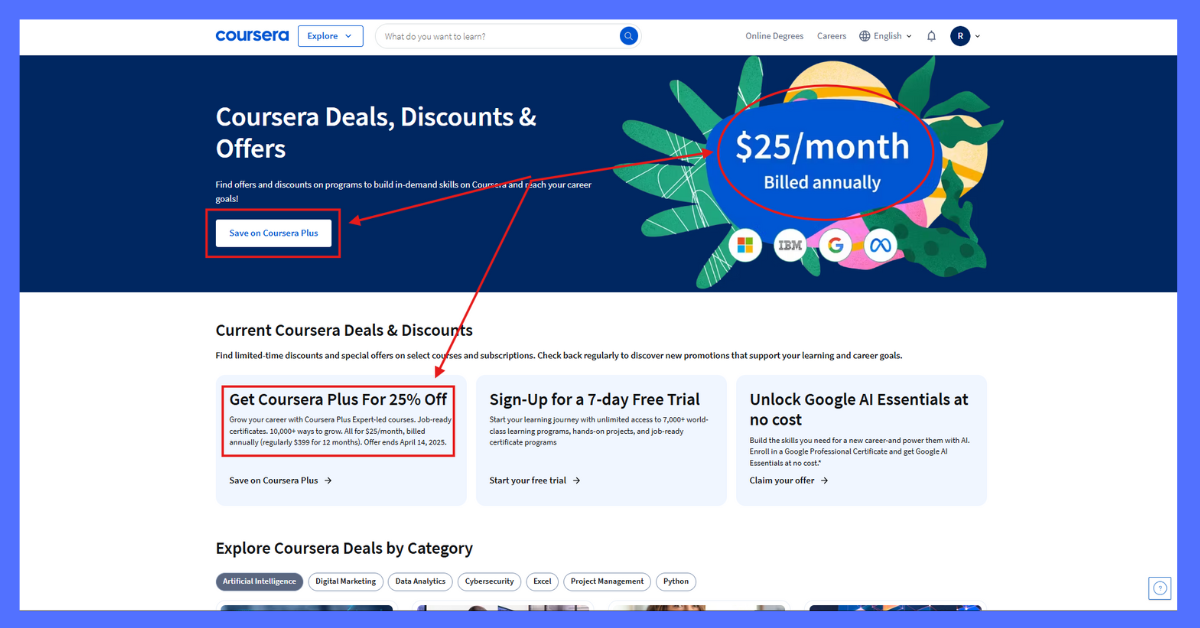 coursera
Explore
What do you want to learn?
Online Degrees
Careers
English
R
Coursera Deals, Discounts &
Offers
Find offers and discounts on programs to build in-demand skills on Coursera and reach your career
goals!
Save on Coursera Plus
$25/month
Billed annually
IBM
Current Coursera Deals & Discounts
Find limited-time discounts and special offers on select courses and subscriptions. Check back regularly to discover new promotions that support your learning and career goals.
Get Coursera Plus For 25% Off
Grow your career with Coursera Plus Expert-led courses. Job-ready
certificates. 10,000+ ways to grow. All for $25/month, billed
annually (regularly $399 for 12 months). Offer ends April 14, 2025.
Save on Coursera Plus →
Sign-Up for a 7-day Free Trial
Start your learning journey with unlimited access to 7,000+ world-
class learning programs, hands-on projects, and job-ready
certificate programs
Start your free trial →
Unlock Google AI Essentials at
no cost
Build the skills you need for a new career-and power them with AI.
Enroll in a Google Professional Certificate and get Google AI
Essentials at no cost.*
Claim your offer →
Explore Coursera Deals by Category
Artificial Intelligence
Digital Marketing
Data Analytics
Cybersecurity
Excel
Project Management
Python